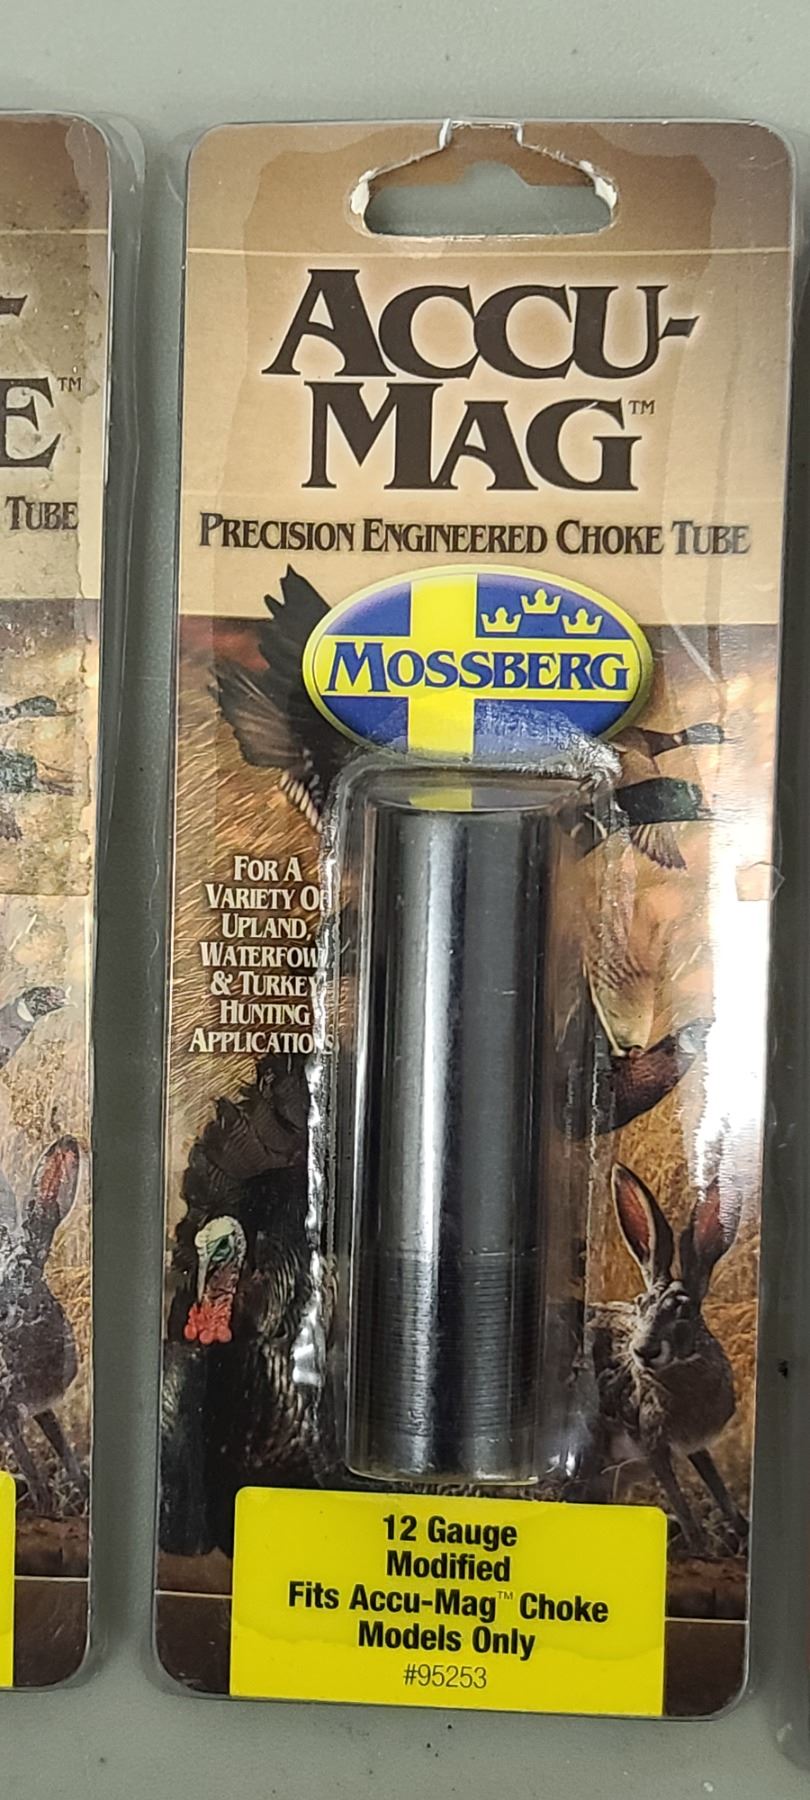 ACCU-
MAG™
PRECISION ENGINEERED CHOKE TUBE
MOSSBERG
FOR A
VARIETY OF
UPLAND,
WATERFOWL
& TURKEY
HUNTING
APPLICATIONS
12 Gauge
Modified
Fits Accu-Mag™ Choke
Models Only
#95253
-
E™
TUBE